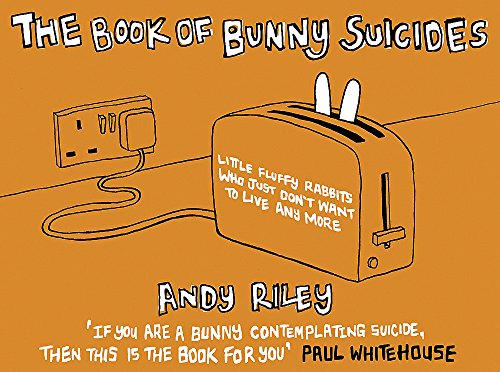 THE BOOK OF BUNNY SUICIDES
LITTLE FLUFFY RABBITS
WHO JUST DON'T WANT
TO LIVE ANY MORE
ANDY RILEY
'IF YOU ARE A BUNNY CONTEMPLATING SUICIDE,
THEN THIS IS THE BOOK FOR YOU' PAUL WHITEHOUSE